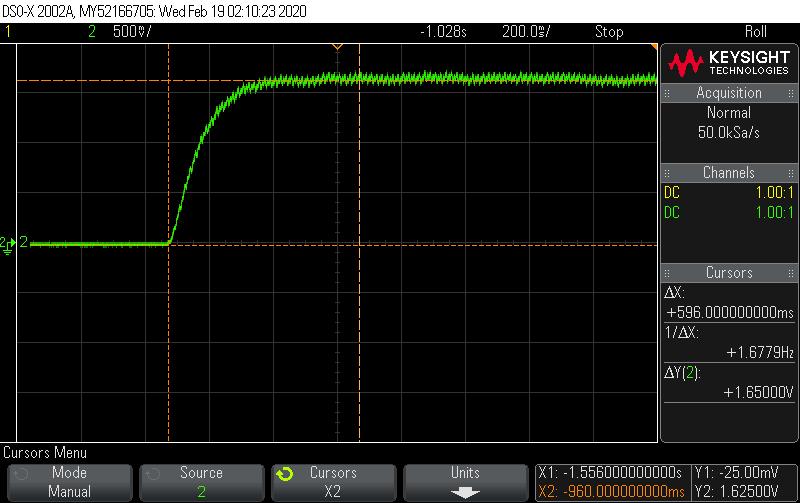 DSO-X 2002A, MY52166705: Wed Feb 19 02:10:23 2020
1 2 500㎷/ -1.028s 200.0㎳/ Stop Roll
KEYSIGHT
TECHNOLOGIES
Acquisition
Normal
50.0kSa/s
Channels
DC 1.00:1
DC 1.00:1
Cursors
ΔX:
+596.000000000ms
1/ΔX:
+1.6779Hz
ΔY(2):
+1.65000V
2 2
Cursors Menu
Mode
Manual
Source
2
Cursors
X2
Units
X1: -1.556000000000s Y1: -25.00mV
X2: -960.000000000ms Y2: 1.62500V